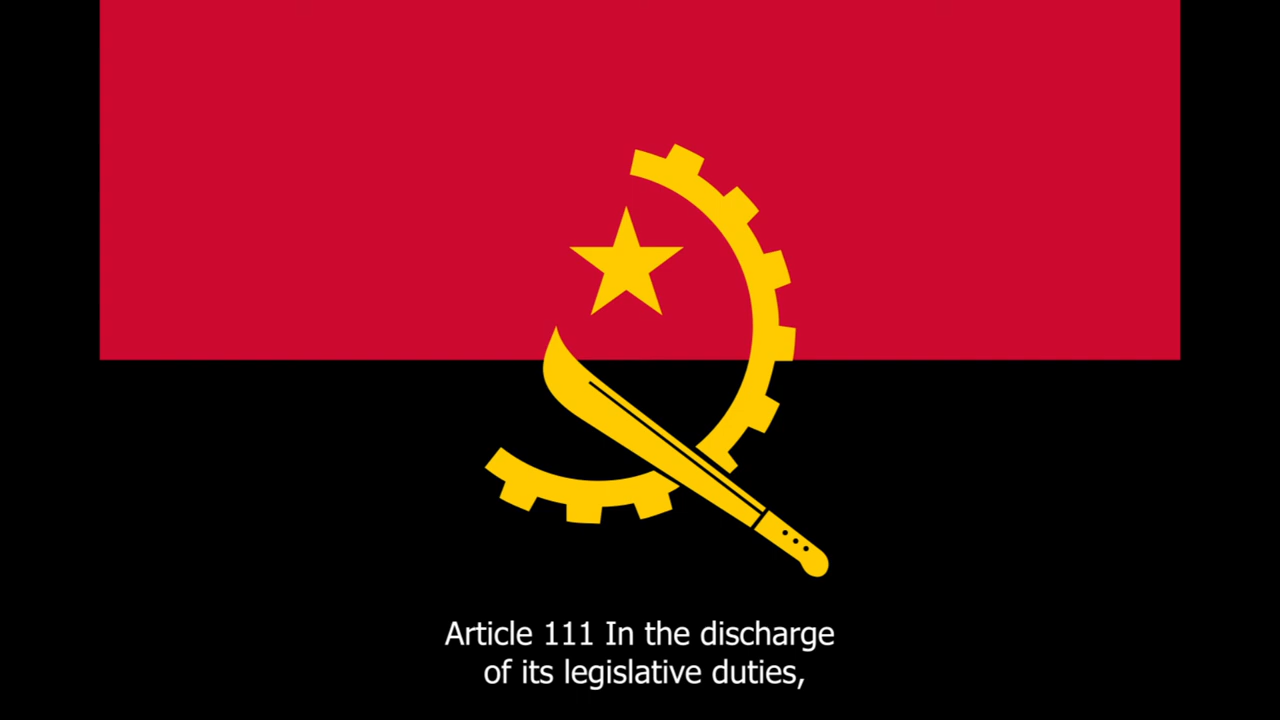 Article 111 In the discharge
of its legislative duties,